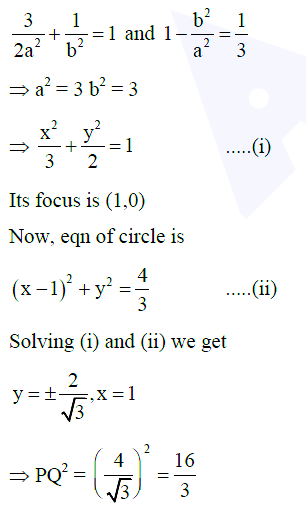 3/(2a²) + 1/b² = 1 and 1 − b²/a² = 1/3
⇒ a² = 3 b² = 3
⇒ x²/3 + y²/2 = 1 .....(i)
Its focus is (1,0)
Now, eqn of circle is
(x − 1)² + y² = 4/3 .....(ii)
Solving (i) and (ii) we get
y = ± 2/√3, x = 1
⇒ PQ² = (4/√3)² = 16/3